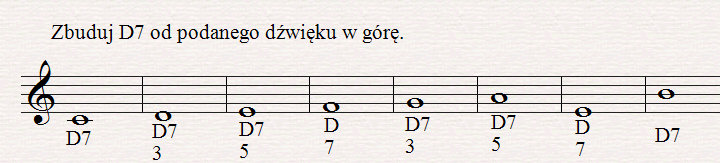 Zbuduj D7 od podanego dźwięku w górę.
D7 D7 D7 D D7 D7 D D7
3 5 7 3 5 7